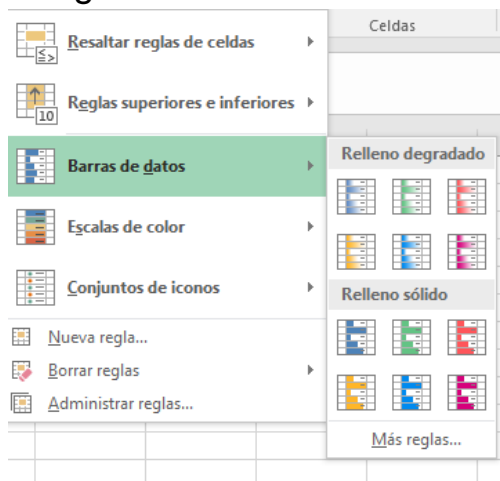 Celdas
Resaltar reglas de celdas
Reglas superiores e inferiores
10
Barras de datos
Escalas de color
Conjuntos de iconos
Nueva regla...
Borrar reglas
Administrar reglas...
Relleno degradado
Relleno sólido
Más reglas...